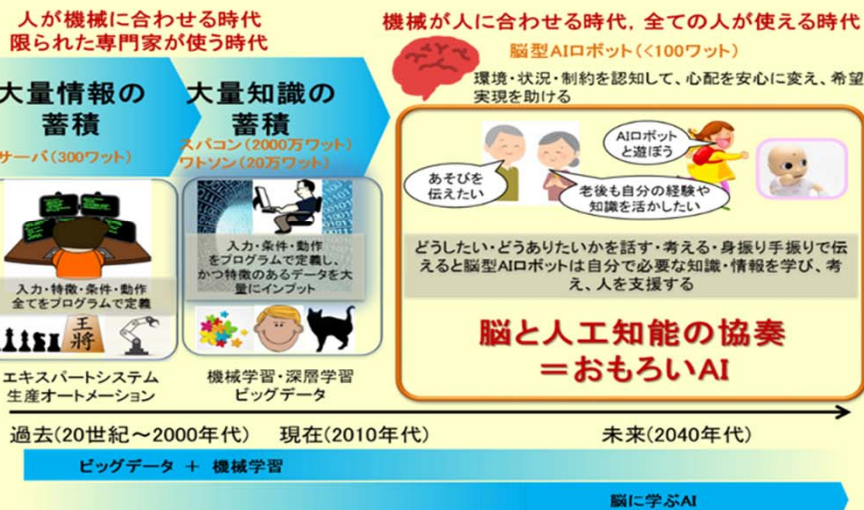 人が機械に合わせる時代
限られた専門家が使う時代
機械が人に合わせる時代,全ての人が使える時代
脳型AIロボット(<100ワット)
環境・状況・制約を認知して、心配を安心に変え、希望
実現を助ける
大量情報の
蓄積
サーバ(300ワット)
大量知識の
蓄積
スパコン(2000万ワット)
ワトソン(20万ワット)
入力・特徴・条件・動作
全てをプログラムで定義
王
将
入力・条件・動作
をプログラムで定義し、
かつ特徴のあるデータを大
量にインプット
あそびを
伝えたい
老後も自分の経験や
知識を活かしたい
AIロボット
と遊ぼう
どうしたい・どうありたいかを話す・考える・身振り手振りで伝
えると脳型AIロボットは自分で必要な知識・情報を学び、考
え、人を支援する
脳と人工知能の協奏
=おもろいAI
エキスパートシステム
生産オートメーション
機械学習・深層学習
ビッグデータ
過去(20世紀~2000年代)
現在(2010年代)
未来(2040年代)
ビッグデータ + 機械学習
脳に学ぶAI